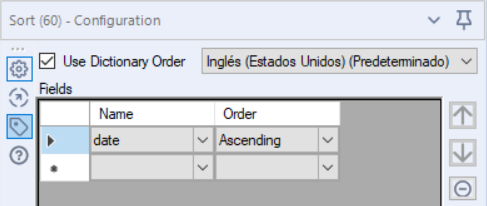 Sort (60) - Configuration
Use Dictionary Order
Inglés (Estados Unidos) (Predeterminado)
Fields
Name Order
date Ascending